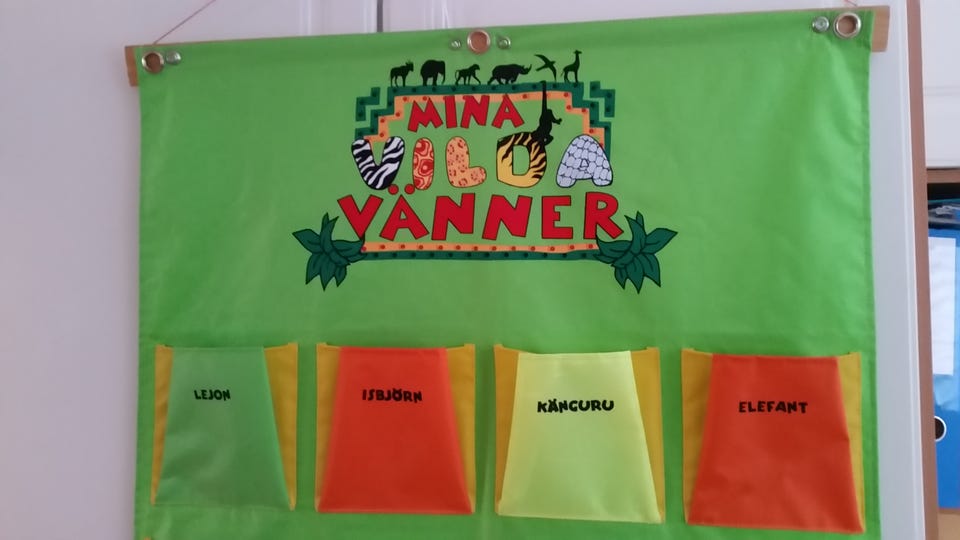 MINA
VILDA
VÄNNER
LEJON
ISBJÖRN
KÄNGURU
ELEFANT